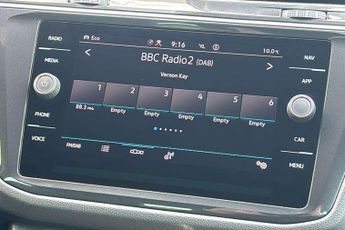 RADIO
Eco
9:16
10.0°C
NAV
MEDIA
BBC Radio2 (DAB)
APP
Vernon Kay
1 2 3 4 5 6
88.3 MHz Empty Empty Empty Empty Empty
PHONE
CAR
VOICE
FM/DAB
MENU